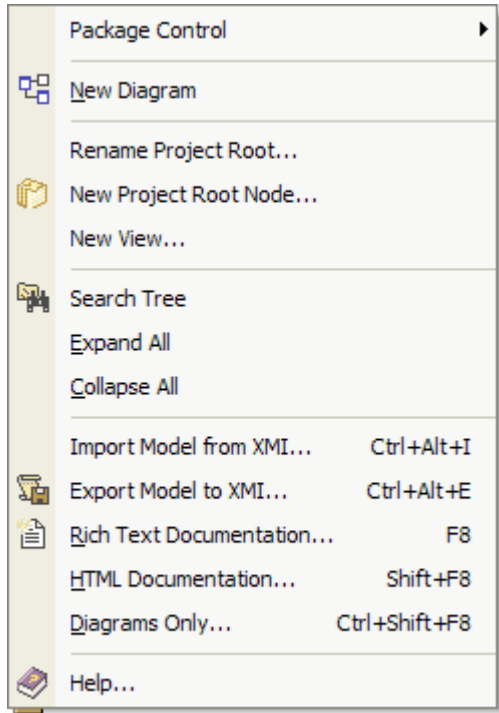 Package Control
New Diagram
Rename Project Root...
New Project Root Node...
New View...
Search Tree
Expand All
Collapse All
Import Model from XMI... Ctrl+Alt+I
Export Model to XMI... Ctrl+Alt+E
Rich Text Documentation... F8
HTML Documentation... Shift+F8
Diagrams Only... Ctrl+Shift+F8
Help...